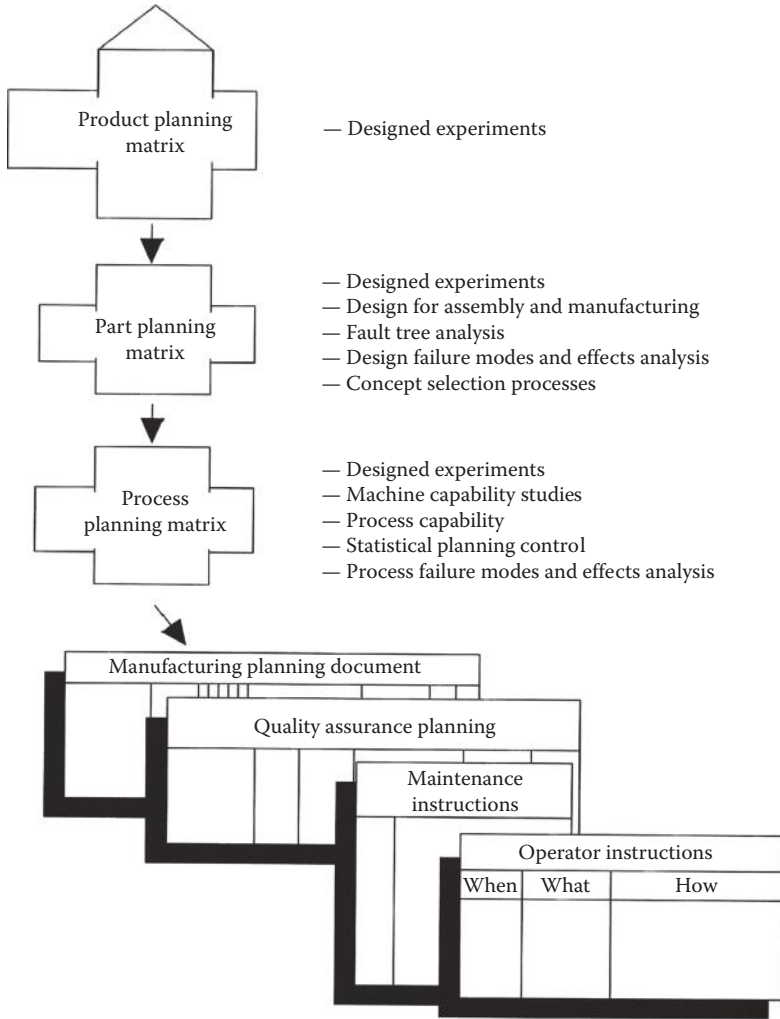 Product planning
matrix
— Designed experiments
Part planning
matrix
— Designed experiments
— Design for assembly and manufacturing
— Fault tree analysis
— Design failure modes and effects analysis
— Concept selection processes
Process
planning matrix
— Designed experiments
— Machine capability studies
— Process capability
— Statistical planning control
— Process failure modes and effects analysis
Manufacturing planning document
Quality assurance planning
Maintenance
instructions
Operator instructions
When What How